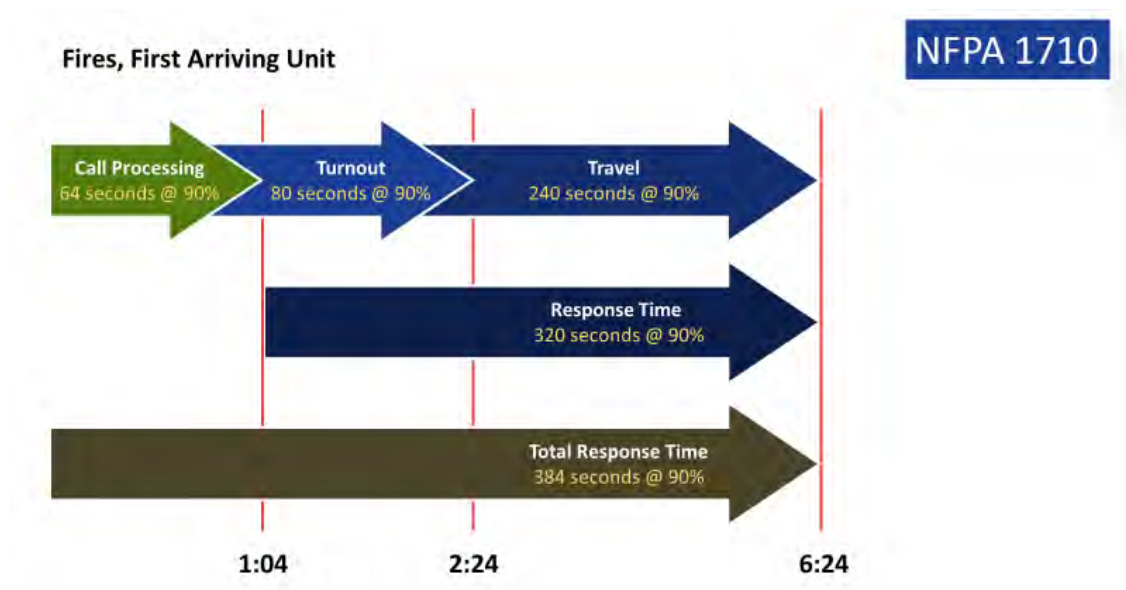 Fires, First Arriving Unit
NFPA 1710
Call Processing
64 seconds @ 90%
Turnout
80 seconds @ 90%
Travel
240 seconds @ 90%
Response Time
320 seconds @ 90%
Total Response Time
384 seconds @ 90%
1:04
2:24
6:24